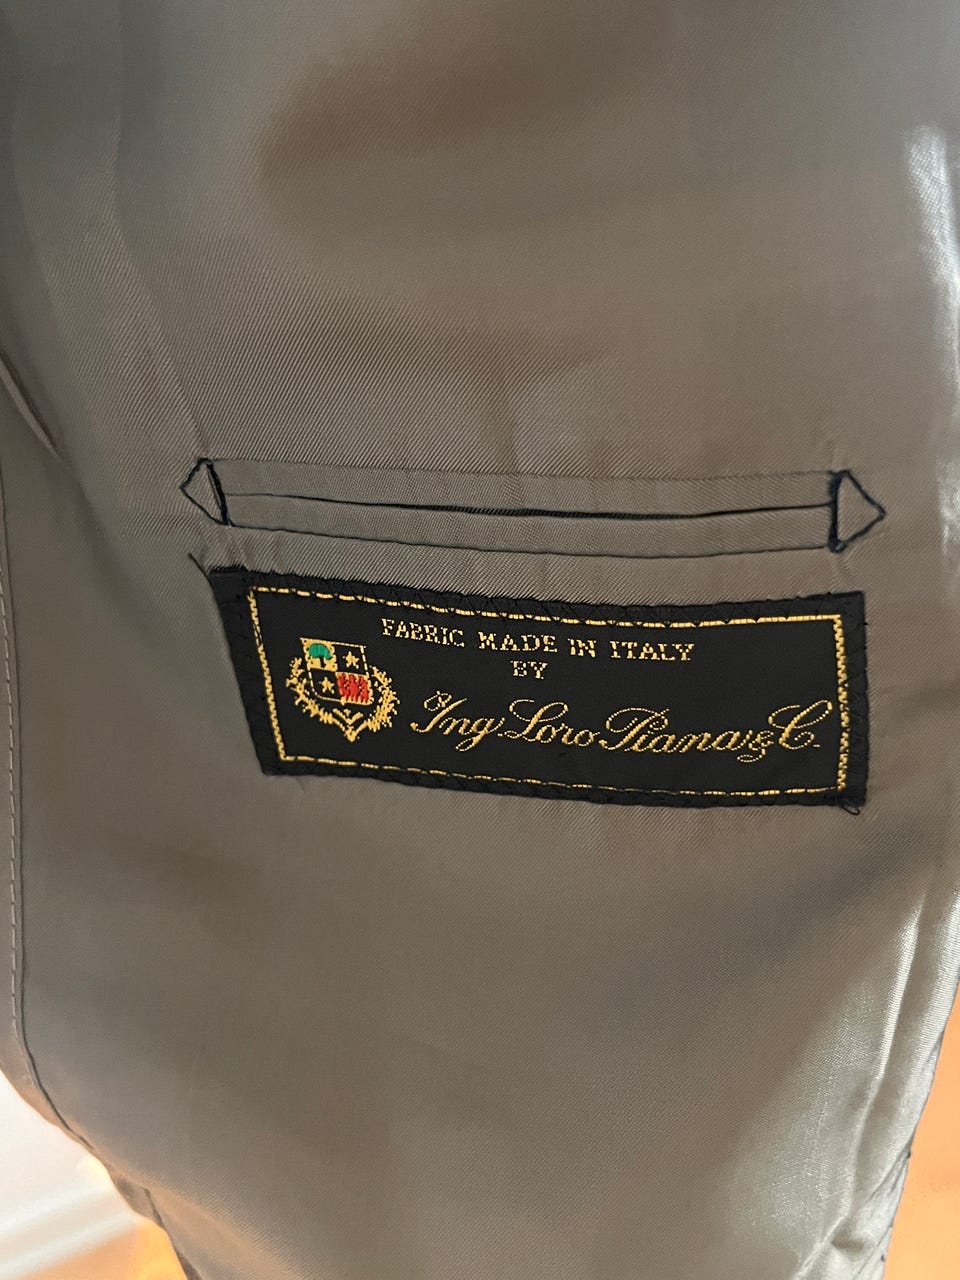 FABRIC MADE IN ITALY
BY
Ing Loro Piana & C.